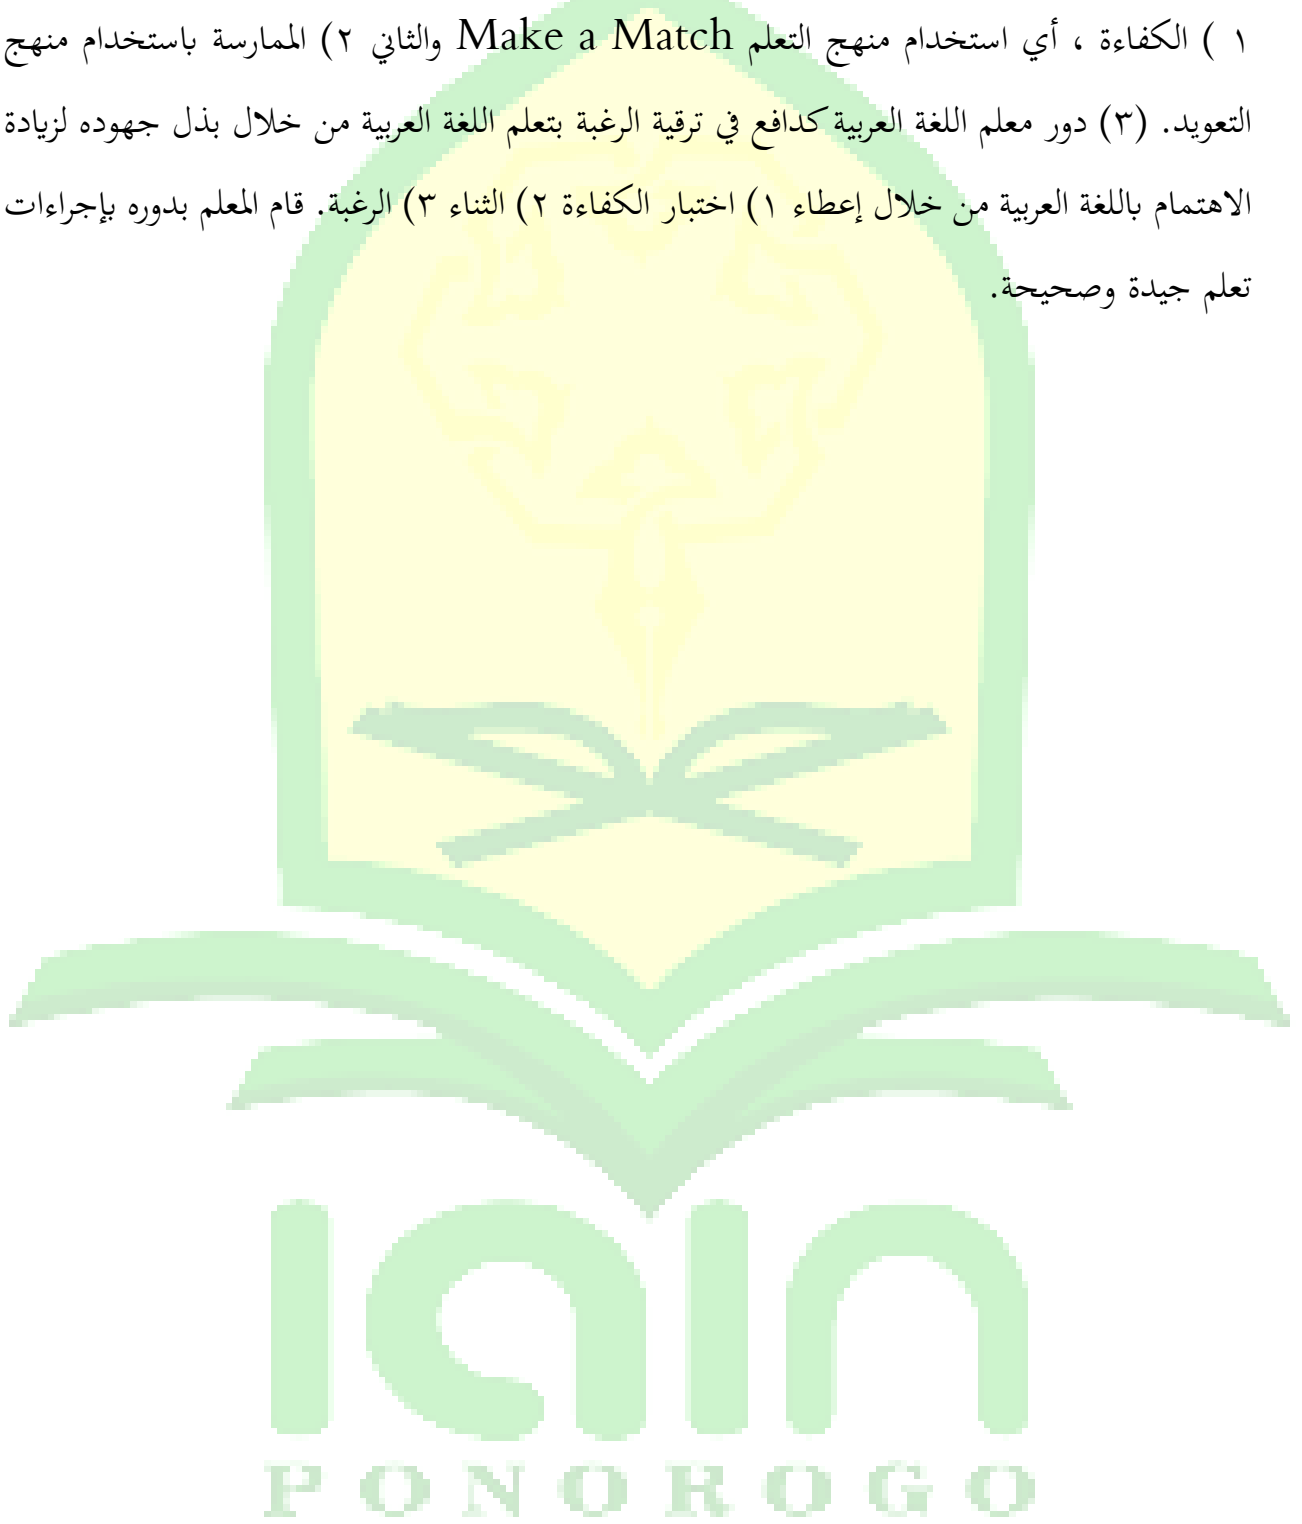 ١ ) الكفاءة ، أي استخدام منهج التعلم Make a Match والثاني ٢) الممارسة باستخدام منهج
التعويد. (٣) دور معلم اللغة العربية كدافع في ترقية الرغبة بتعلم اللغة العربية من خلال بذل جهوده لزيادة
الاهتمام باللغة العربية من خلال إعطاء ١) اختبار الكفاءة ٢) الثناء ٣) الرغبة. قام المعلم بدوره بإجراءات
تعلم جيدة وصحيحة.
iain
PONOROGO